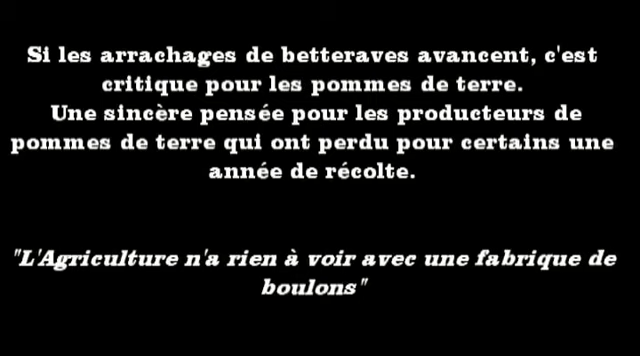 Si les arrachages de betteraves avancent, c'est
critique pour les pommes de terre.
Une sincère pensée pour les producteurs de
pommes de terre qui ont perdu pour certains une
année de récolte.
"L'Agriculture n'a rien à voir avec une fabrique de
boulons"